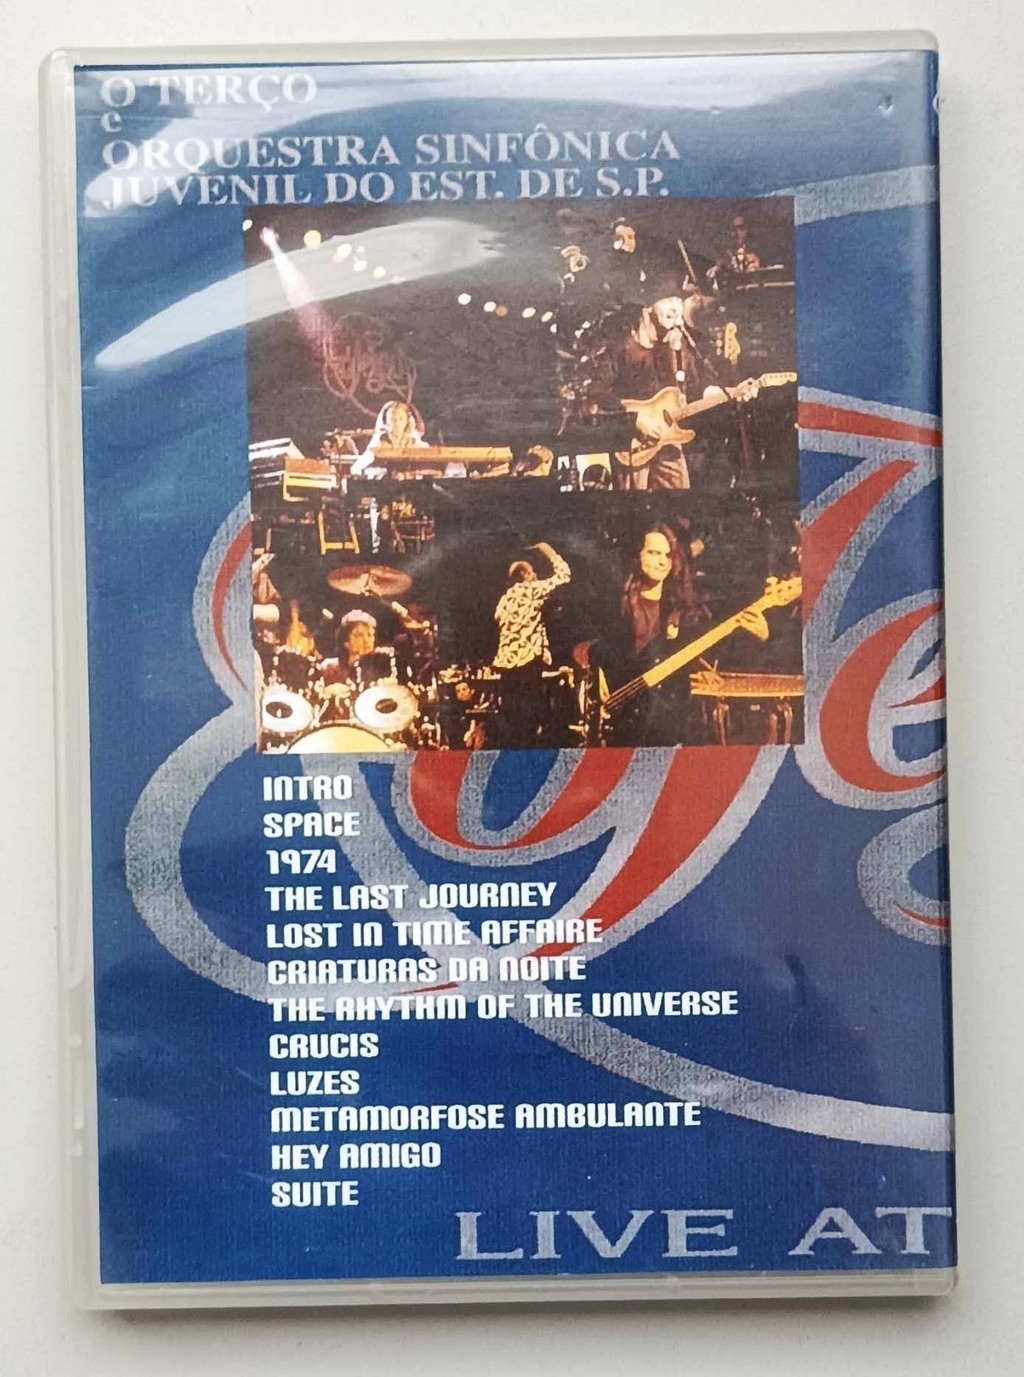 O TERÇO
e
ORQUESTRA SINFÔNICA
JUVENIL DO EST. DE S.P.
INTRO
SPACE
1974
THE LAST JOURNEY
LOST IN TIME AFFAIRE
CRIATURAS DA NOITE
THE RHYTHM OF THE UNIVERSE
CRUCIS
LUZES
METAMORFOSE AMBULANTE
HEY AMIGO
SUITE
LIVE AT